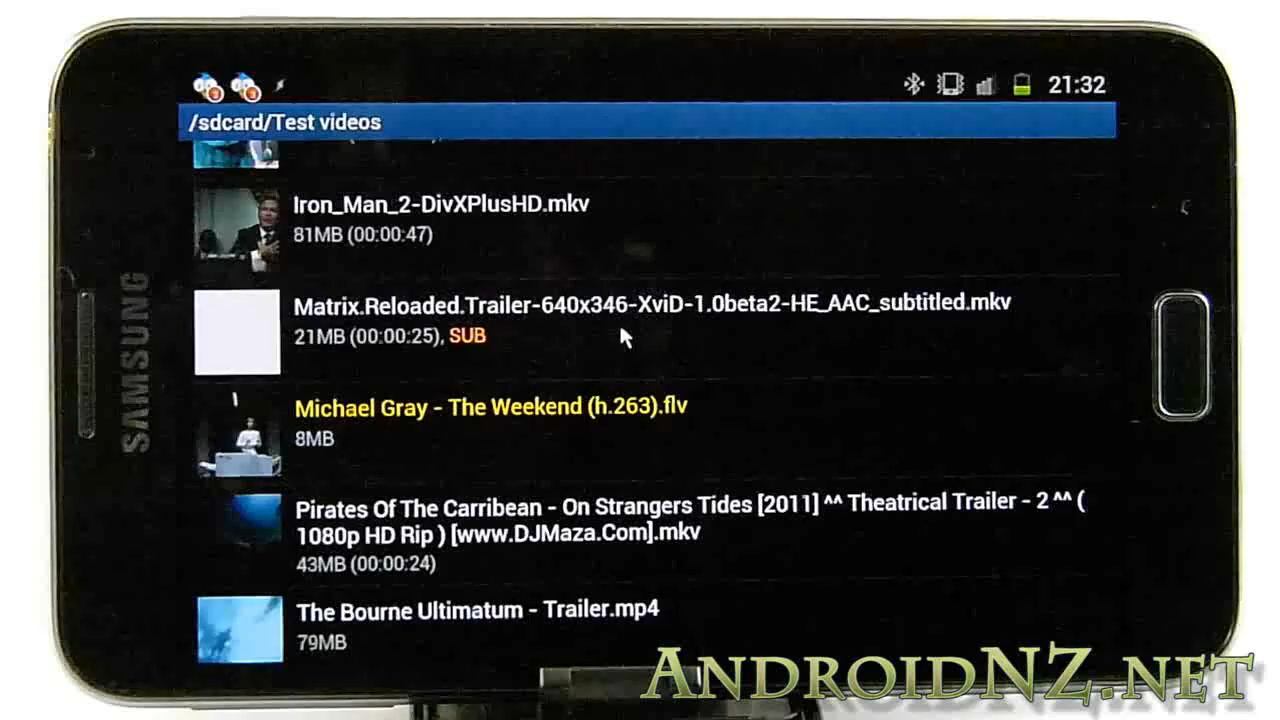 21:32
/sdcard/Test videos
Iron_Man_2-DivXPlusHD.mkv
81MB (00:00:47)
Matrix.Reloaded.Trailer-640x346-XviD-1.0beta2-HE_AAC_subtitled.mkv
21MB (00:00:25), SUB
Michael Gray - The Weekend (h.263).flv
8MB
Pirates Of The Carribean - On Strangers Tides [2011] ^^ Theatrical Trailer - 2 ^^ (
1080p HD Rip ) [www.DJMaza.Com].mkv
43MB (00:00:24)
The Bourne Ultimatum - Trailer.mp4
79MB
SAMSUNG
ANDROIDNZ.NET